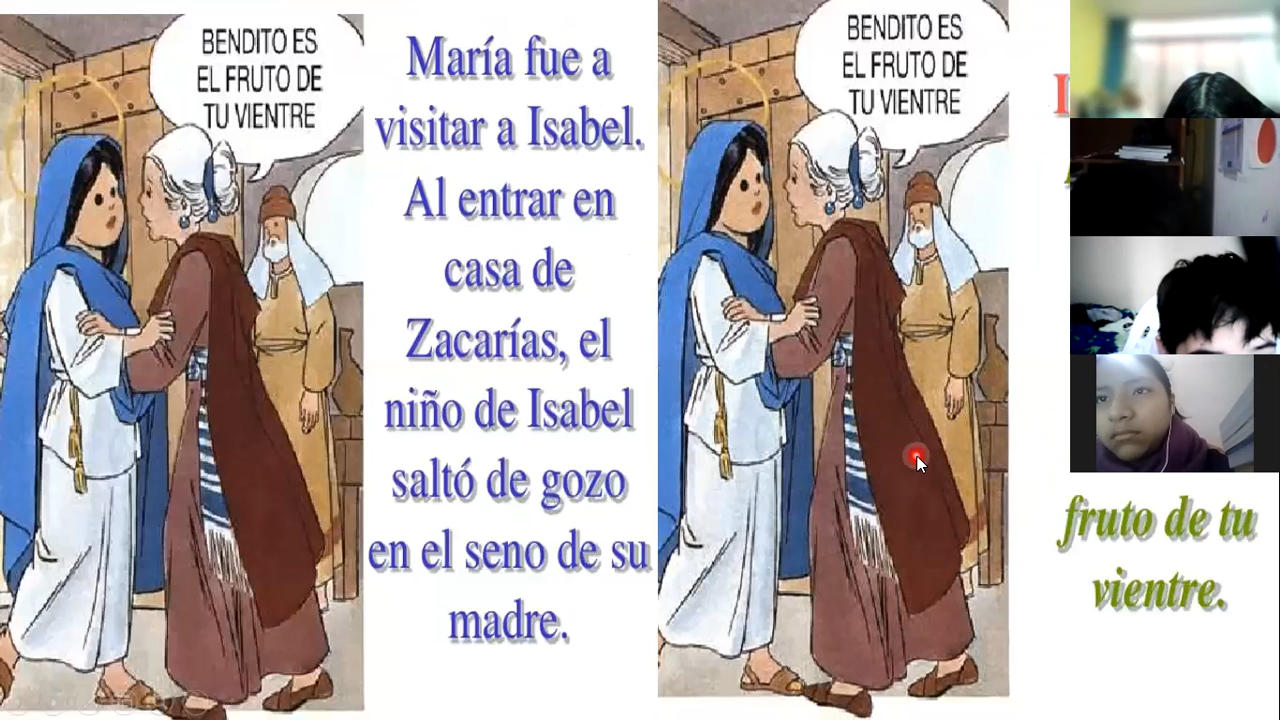 BENDITO ES
EL FRUTO DE
TU VIENTRE
María fue a
visitar a Isabel.
Al entrar en
casa de
Zacarías, el
niño de Isabel
saltó de gozo
en el seno de su
madre.
BENDITO ES
EL FRUTO DE
TU VIENTRE
fruto de tu
vientre.